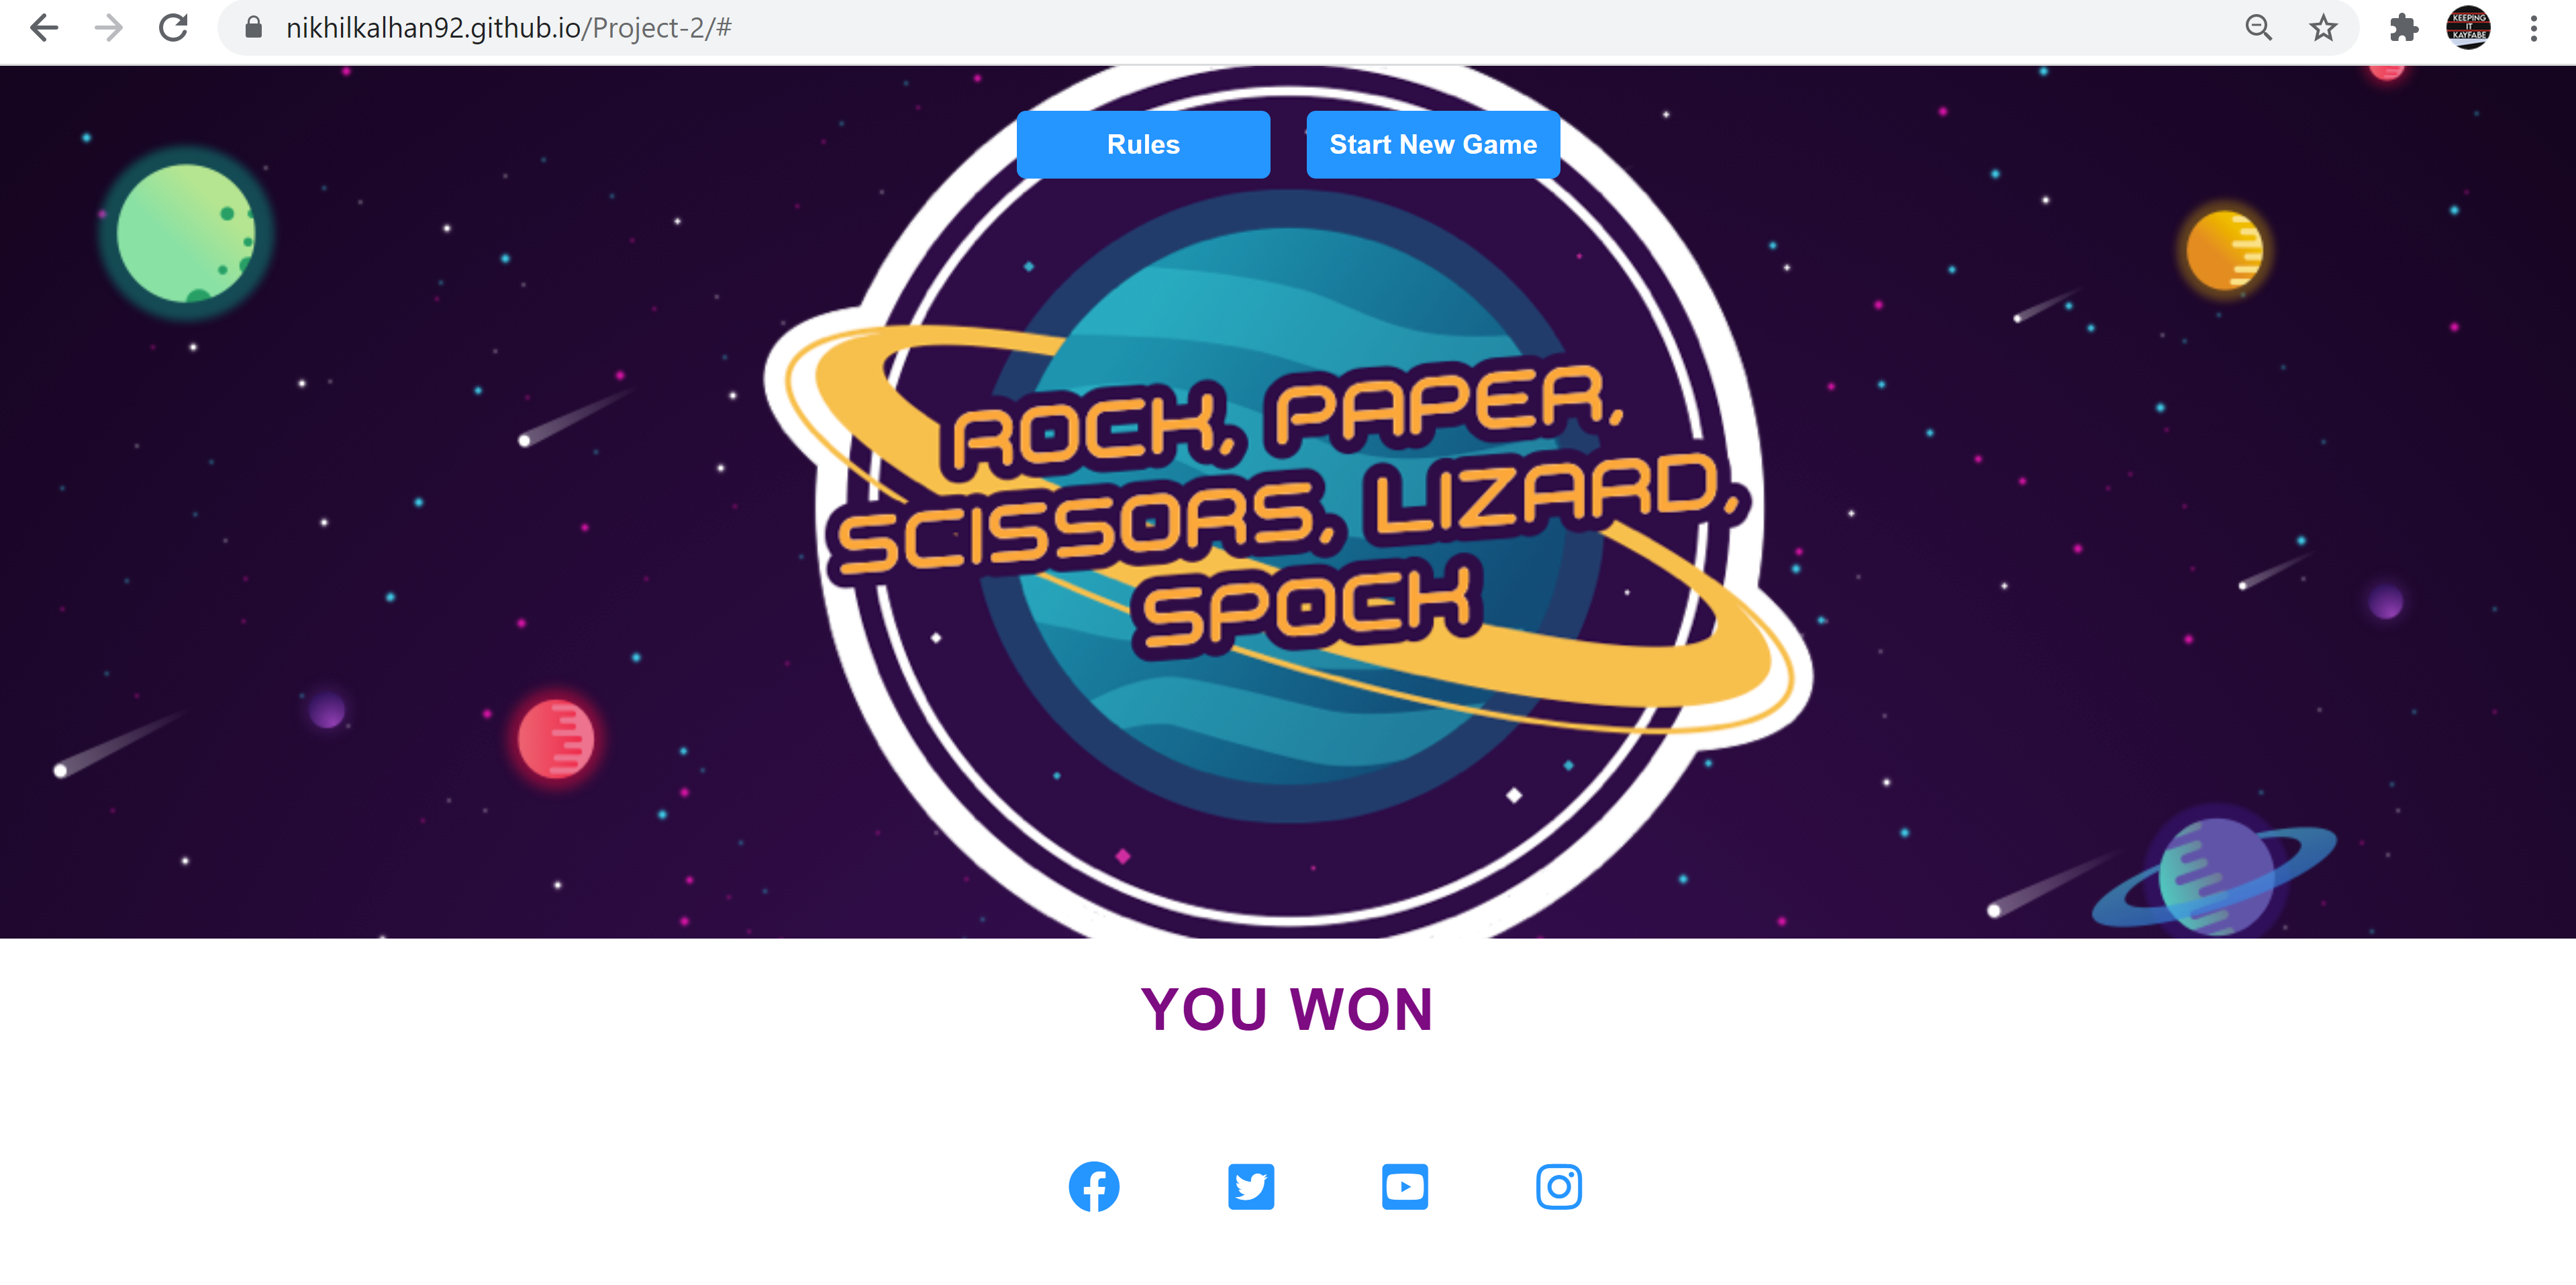 nikhilkalhan92.github.io/Project-2/#
KEEPING
IT
KAYFABE
Rules
Start New Game
ROCK, PAPER,
SCISSORS, LIZARD,
SPOCK
YOU WON